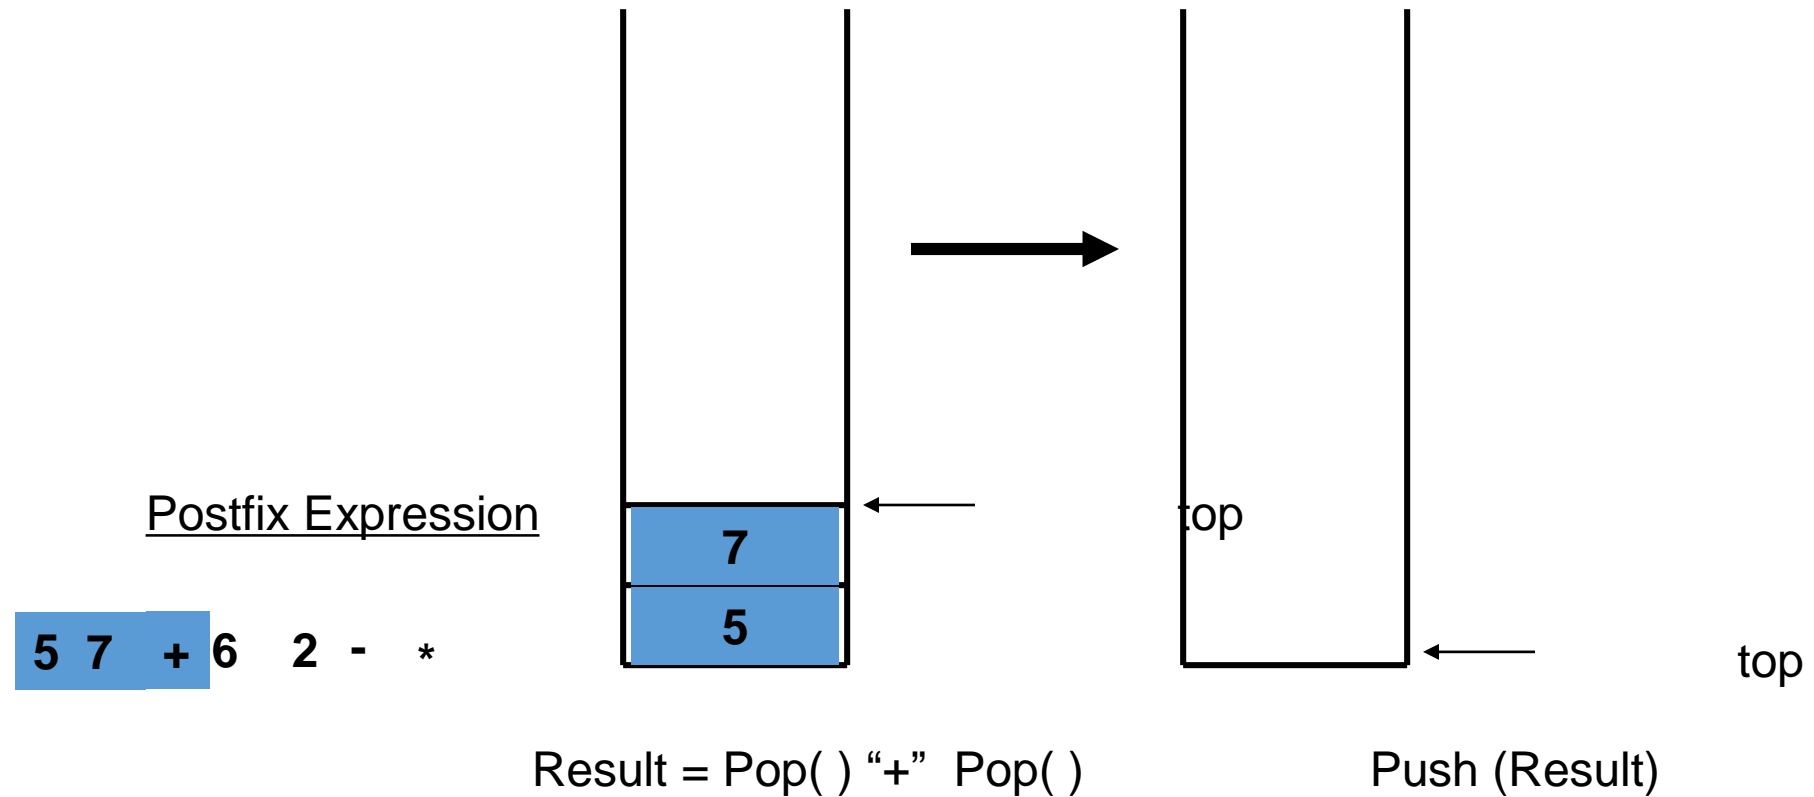 Postfix Expression
7
top
5
5 7 + 6 2 - *
top
Result = Pop( ) “+” Pop( )
Push (Result)